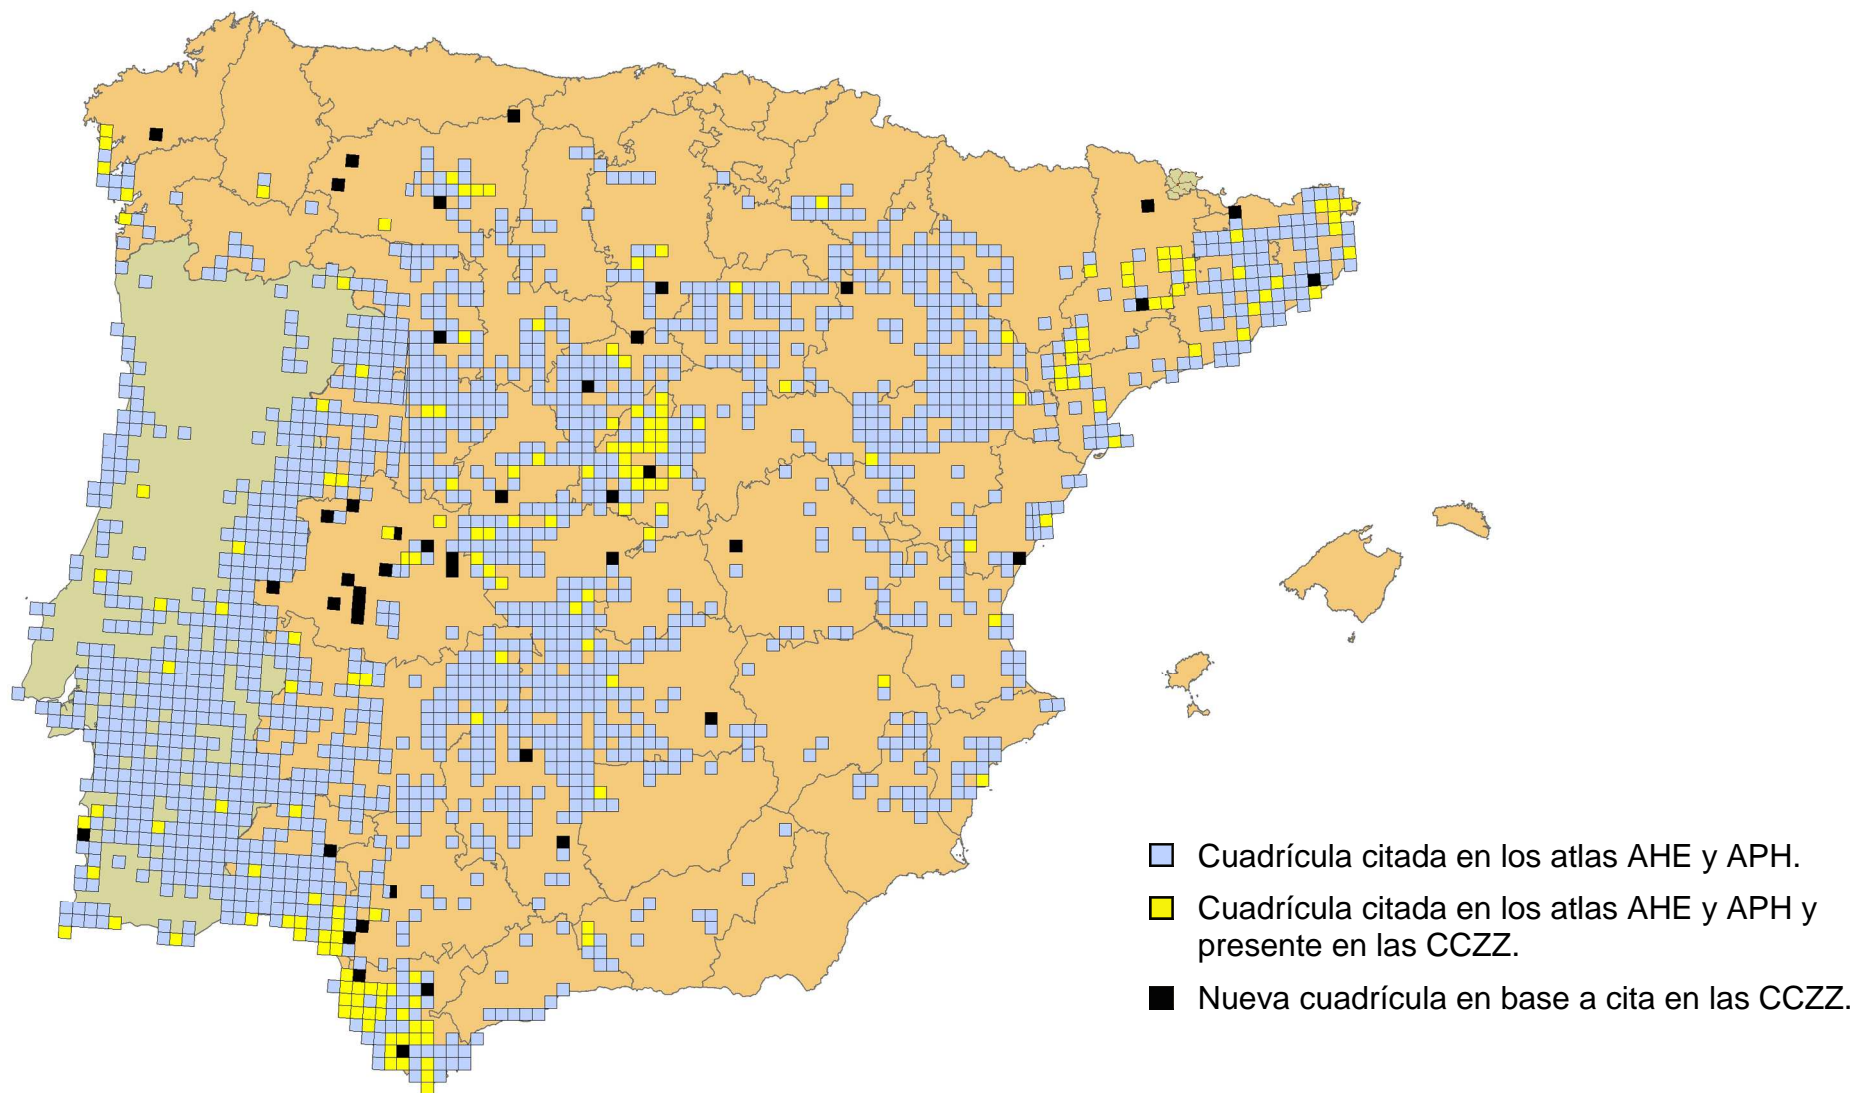 Cuadrícula citada en los atlas AHE y APH.
Cuadrícula citada en los atlas AHE y APH y
presente en las CCZZ.
Nueva cuadrícula en base a cita en las CCZZ.